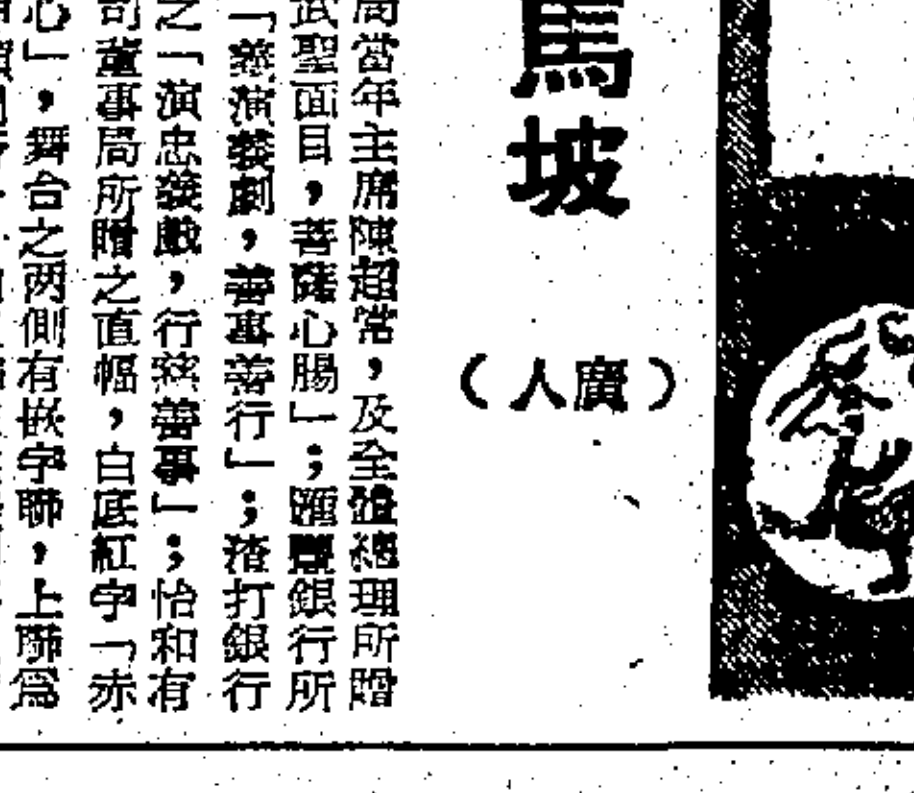 馬坡
（廣人）
當年主席陳超常，及全體總理所贈
武聖面目，菩薩心腸」；匯豐銀行所
「義演義劇，善事善行」；渣打銀行
之「演忠義戲，行慈善事」；怡和有
司董事局所贈之直幅，白底紅字「赤
心」，舞台之两側有嵌字聯，上聯爲